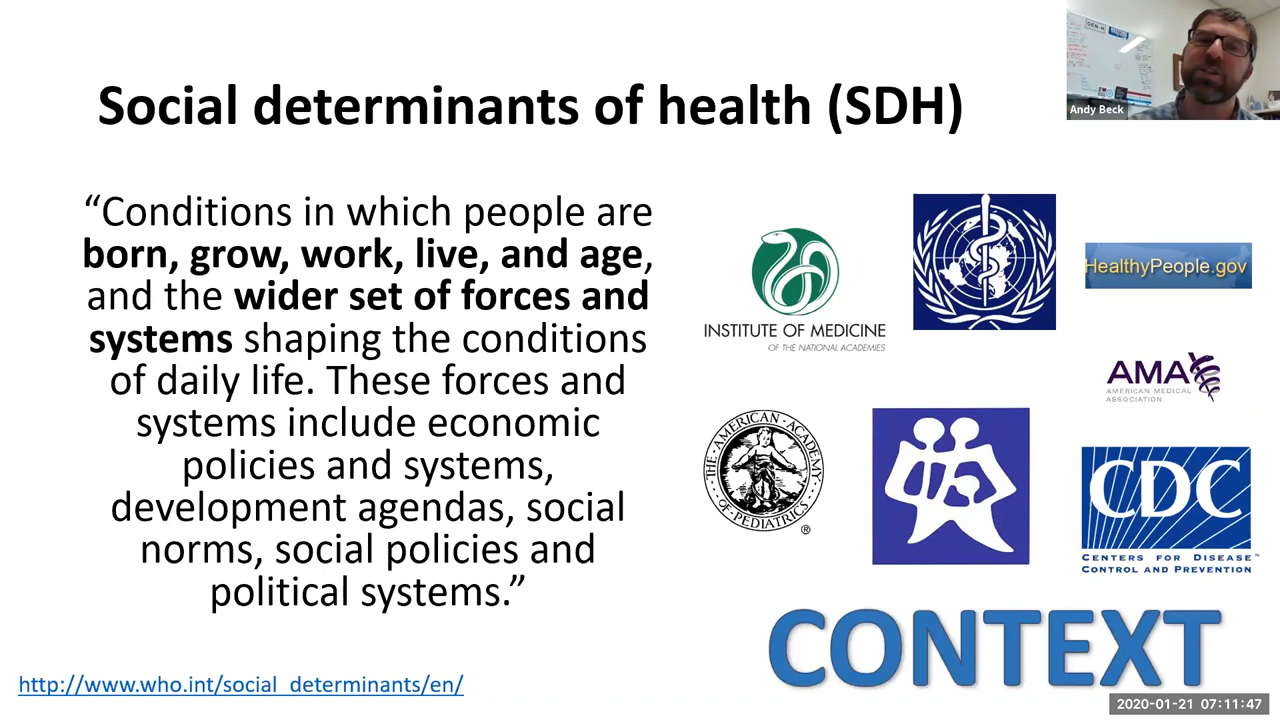 Social determinants of health (SDH)
Andy Beck
“Conditions in which people are
born, grow, work, live, and age,
and the wider set of forces and
systems shaping the conditions
of daily life. These forces and
systems include economic
policies and systems,
development agendas, social
norms, social policies and
political systems.”
INSTITUTE OF MEDICINE
OF THE NATIONAL ACADEMIES
HealthyPeople.gov
AMA
AMERICAN MEDICAL
ASSOCIATION
·THE·AMERICAN·ACADEMY·
·OF·PEDIATRICS·
®
CDC
CENTERS FOR DISEASE™
CONTROL AND PREVENTION
CONTEXT
http://www.who.int/social_determinants/en/
2020-01-21 07:11:47